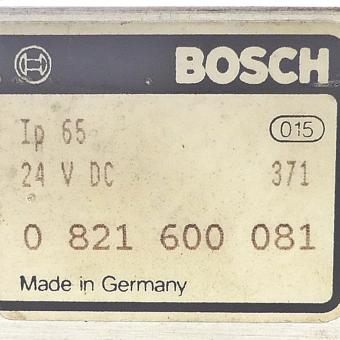 BOSCH
Ip 65 015
24 V DC 371
0 821 600 081
Made in Germany